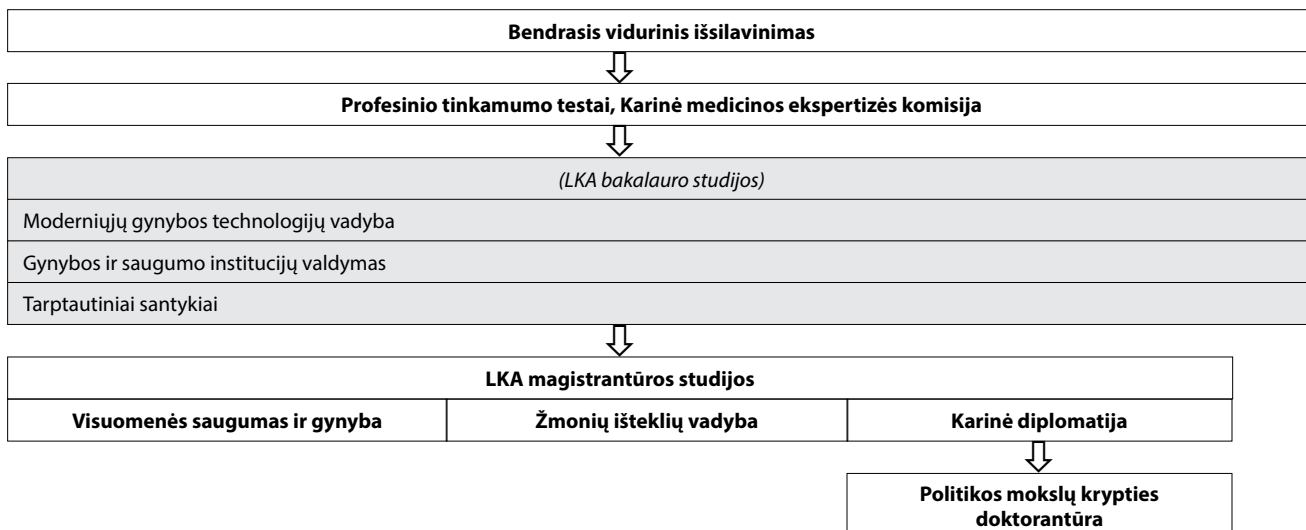 Bendrasis vidurinis išsilavinimas
Profesinio tinkamumo testai, Karinė medicinos ekspertizės komisija
(LKA bakalauro studijos)
Moderniųjų gynybos technologijų vadyba
Gynybos ir saugumo institucijų valdymas
Tarptautiniai santykiai
LKA magistrantūros studijos
Visuomenės saugumas ir gynyba
Žmonių išteklių vadyba
Karinė diplomatija
Politikos mokslų krypties
doktorantūra